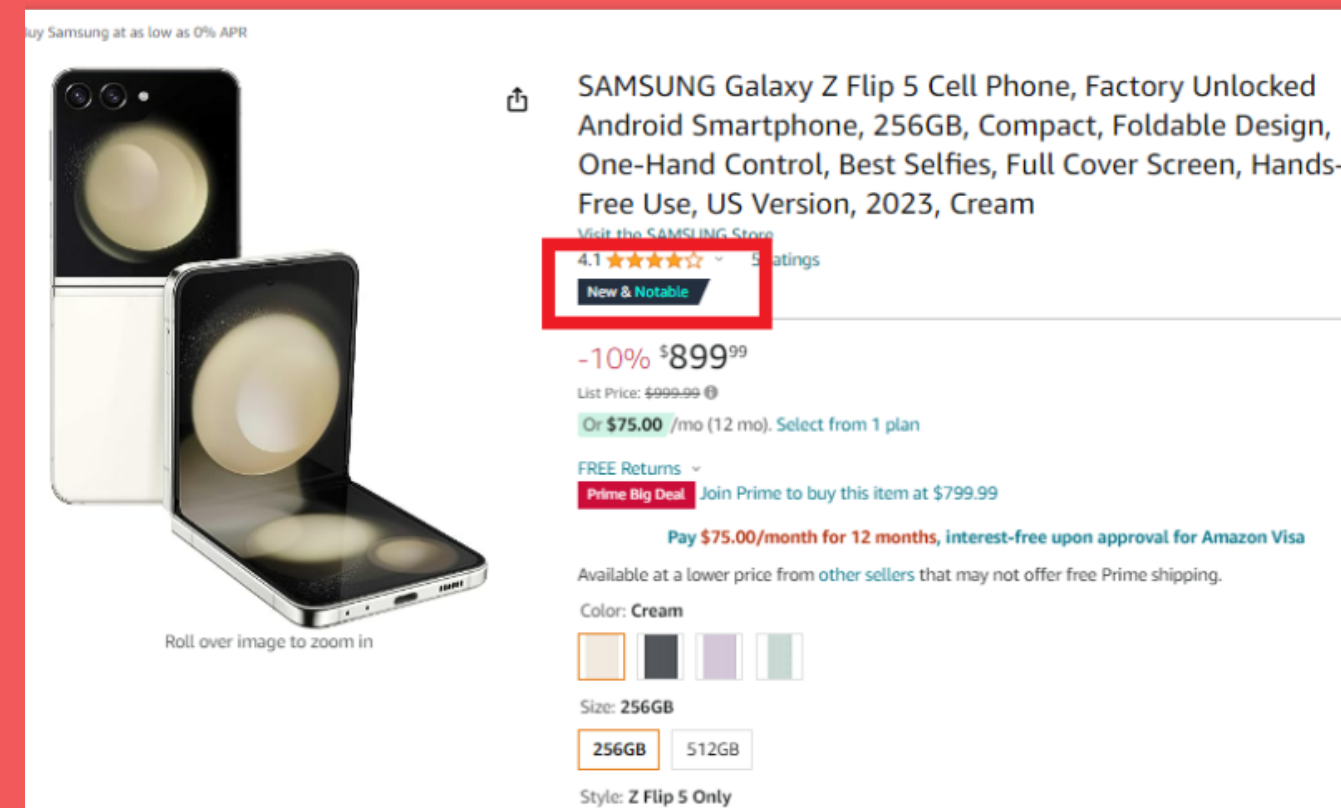 uy Samsung at as low as 0% APR
SAMSUNG Galaxy Z Flip 5 Cell Phone, Factory Unlocked
Android Smartphone, 256GB, Compact, Foldable Design,
One-Hand Control, Best Selfies, Full Cover Screen, Hands-
Free Use, US Version, 2023, Cream
Visit the SAMSUNG Store
4.1 atings
New & Notable
-10% $899 99
List Price: $999.99
Or $75.00 /mo (12 mo). Select from 1 plan
FREE Returns
Prime Big Deal Join Prime to buy this item at $799.99
Pay $75.00/month for 12 months, interest-free upon approval for Amazon Visa
Available at a lower price from other sellers that may not offer free Prime shipping.
Roll over image to zoom in
Color: Cream
Size: 256GB
256GB 512GB
Style: Z Flip 5 Only